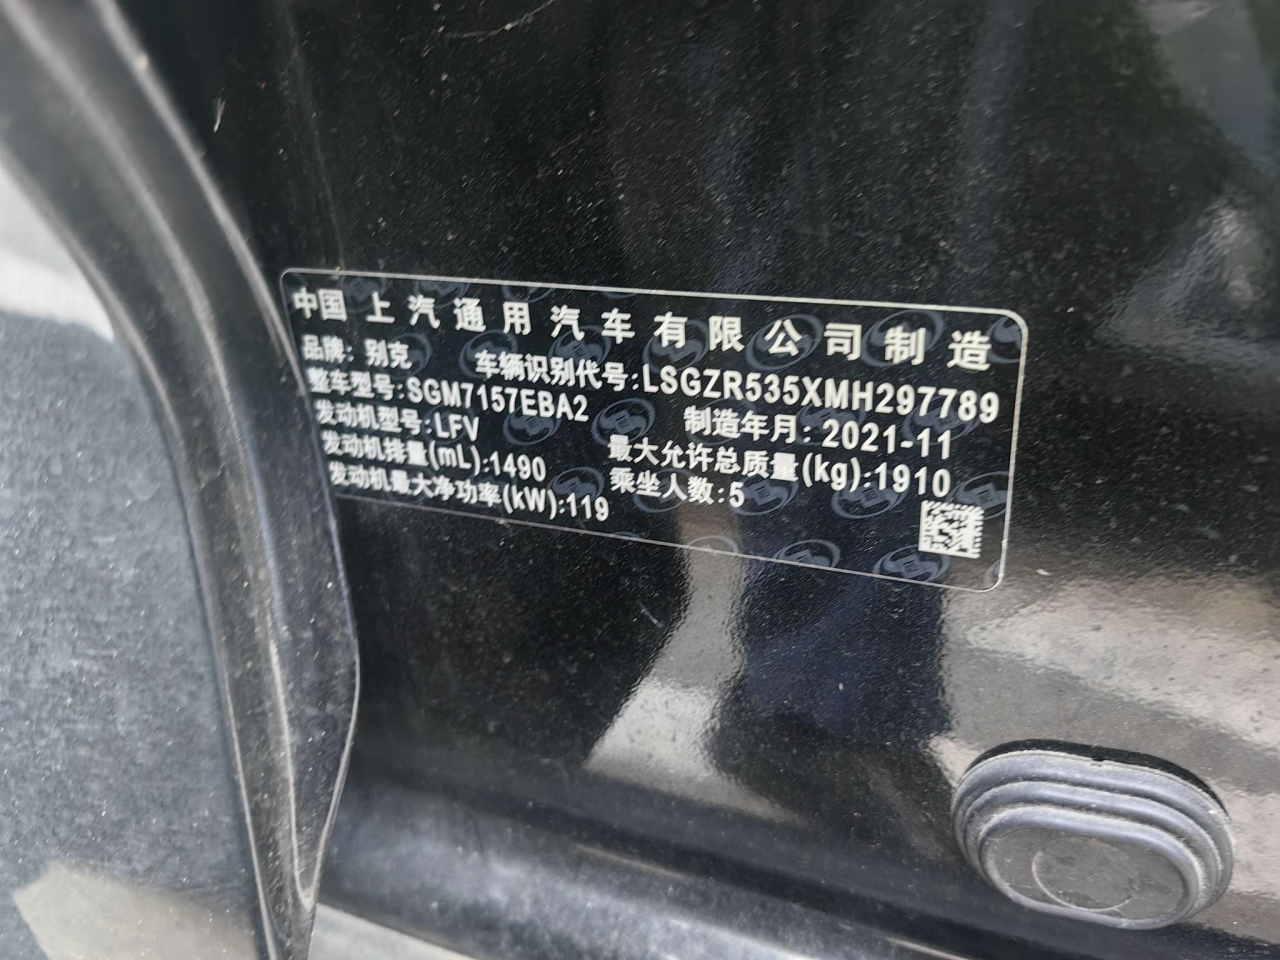 中国上汽通用汽车有限公司制造
品牌：别克 车辆识别代号:LSGZR535XMH297789
整车型号:SGM7157EBA2 制造年月：2021-11
发动机型号:LFV 最大允许总质量(kg):1910
发动机排量(mL):1490 乘坐人数:5
发动机最大净功率(kW):119